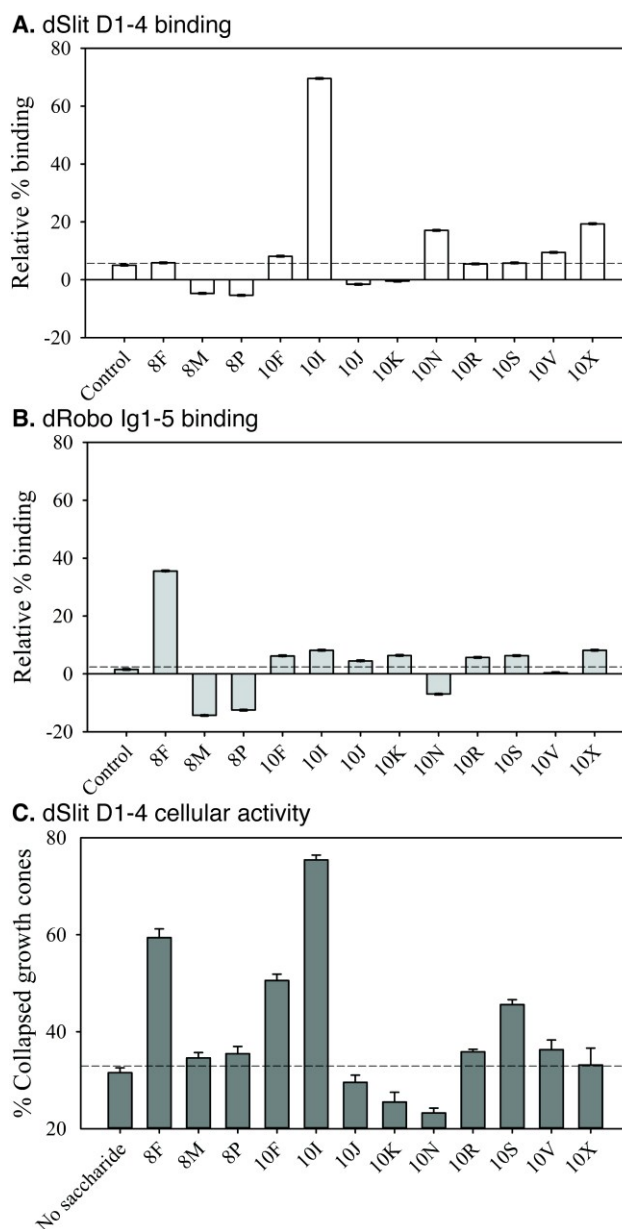 A. dSlit D1-4 binding
80
60
40
20
0
-20
Relative % binding
Control 8F 8M 8P 10F 10I 10J 10K 10N 10R 10S 10V 10X
B. dRobo Ig1-5 binding
80
60
40
20
0
-20
Relative % binding
Control 8F 8M 8P 10F 10I 10J 10K 10N 10R 10S 10V 10X
C. dSlit D1-4 cellular activity
80
60
40
20
% Collapsed growth cones
No saccharide 8F 8M 8P 10F 10I 10J 10K 10N 10R 10S 10V 10X